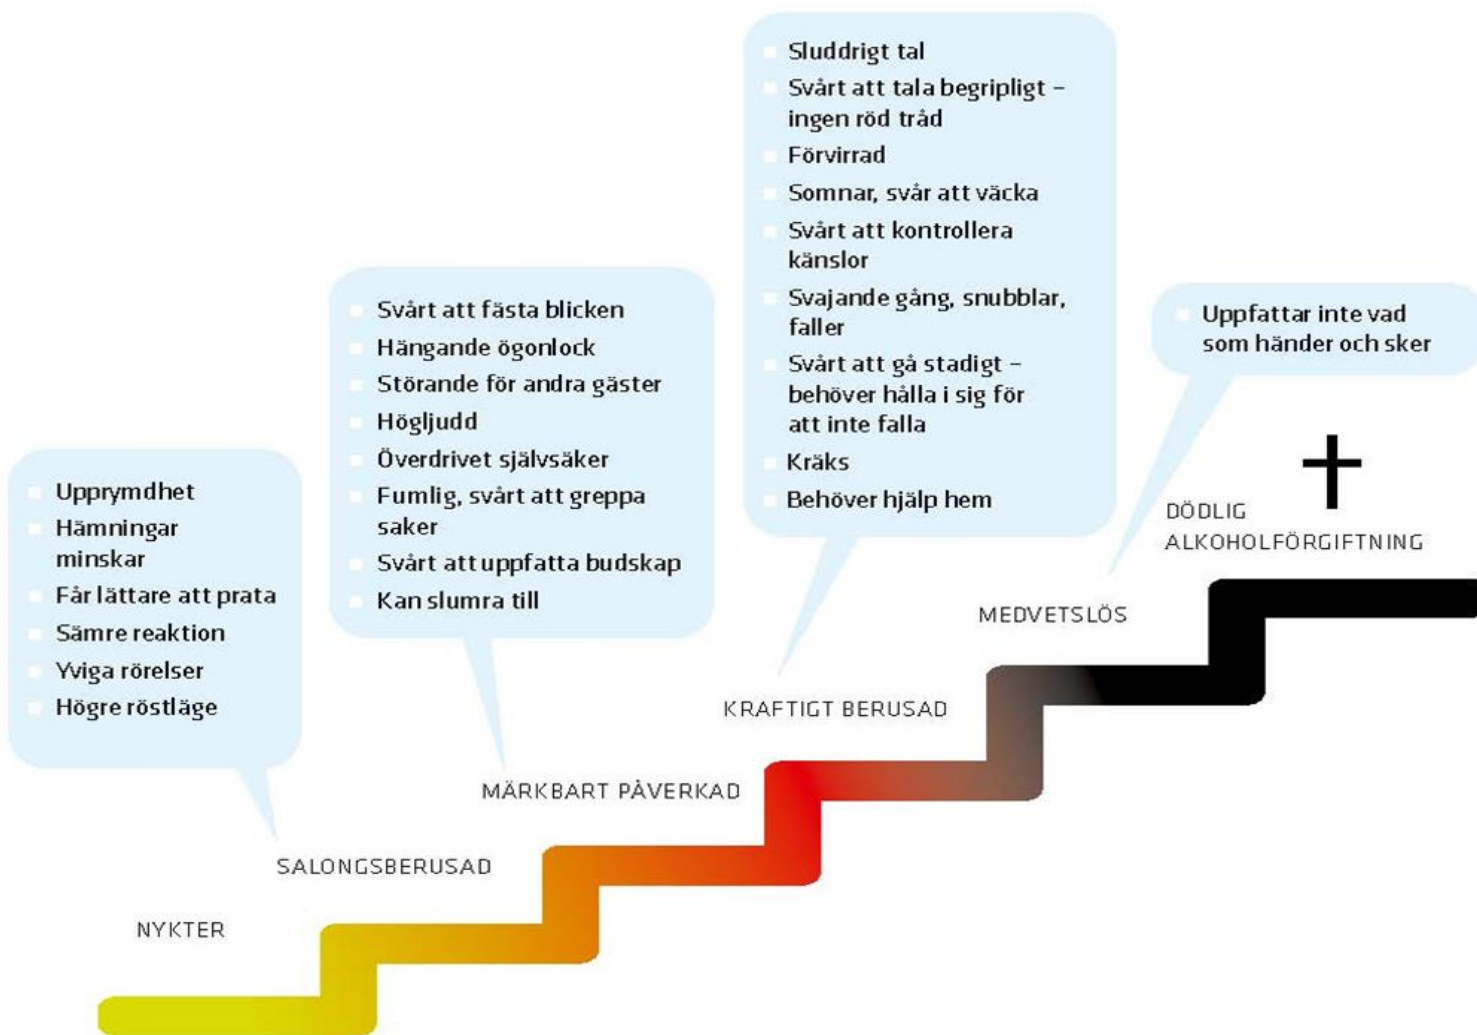 Upprymdhet
Hämningar
minskar
Får lättare att prata
Sämre reaktion
Yviga rörelser
Högre röstläge
Svårt att fästa blicken
Hängande ögonlock
Störande för andra gäster
Högljudd
Överdrivet självsäker
Fumlig, svårt att greppa
saker
Svårt att uppfatta budskap
Kan slumra till
Sluddrigt tal
Svårt att tala begripligt –
ingen röd tråd
Förvirrad
Somnar, svår att väcka
Svårt att kontrollera
känslor
Svajande gång, snubblar,
faller
Svårt att gå stadigt –
behöver hålla i sig för
att inte falla
Kräks
Behöver hjälp hem
Uppfattar inte vad
som händer och sker
NYKTER
SALONGSBERUSAD
MÄRKBART PÅVERKAD
KRAFTIGT BERUSAD
MEDVETSLÖS
DÖDLIG
ALKOHOLFÖRGIFTNING